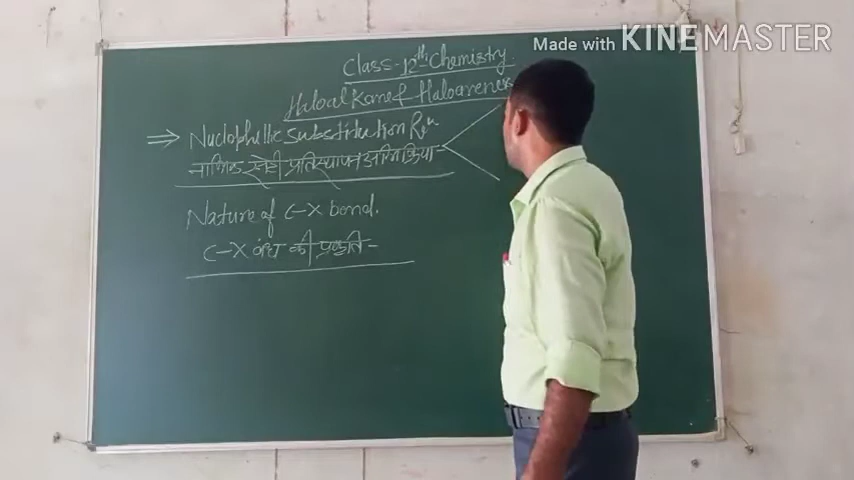 Made with KINEMASTER
Class-12th Chemistry.
Haloalkane & Haloarenes
⇒ Nucleophilic Substitution Rxn
नाभिक स्नेही प्रतिस्थापन अभिक्रिया-
Nature of C-X bond.
C-X बंध की प्रकृति-